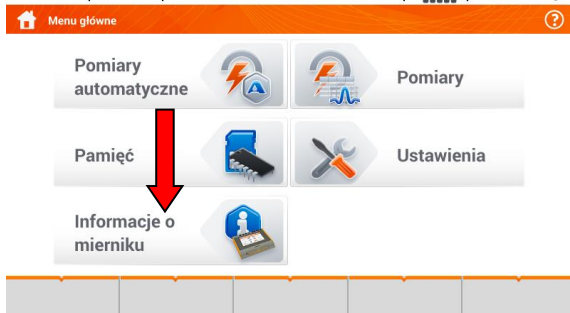 Menu główne
?
Pomiary
automatyczne
A
Pomiary
Pamięć
Ustawienia
Informacje o
mierniku